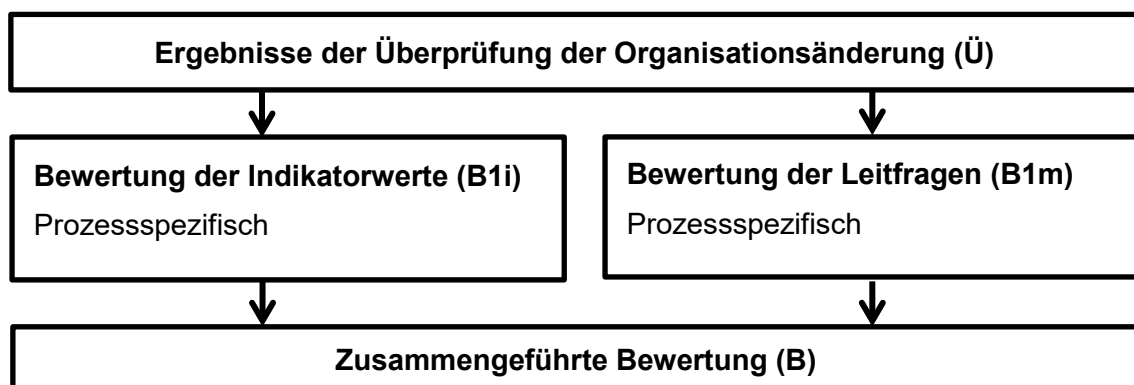 Ergebnisse der Überprüfung der Organisationsänderung (Ü)
Bewertung der Indikatorwerte (B1i)
Prozessspezifisch
Bewertung der Leitfragen (B1m)
Prozessspezifisch
Zusammengeführte Bewertung (B)